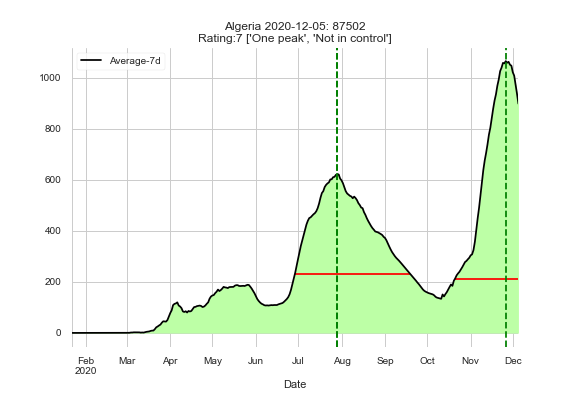 Algeria 2020-12-05: 87502
Rating:7 ['One peak', 'Not in control']
Average-7d
1000
800
600
400
200
0
Feb Mar Apr May Jun Jul Aug Sep Oct Nov Dec
2020
Date